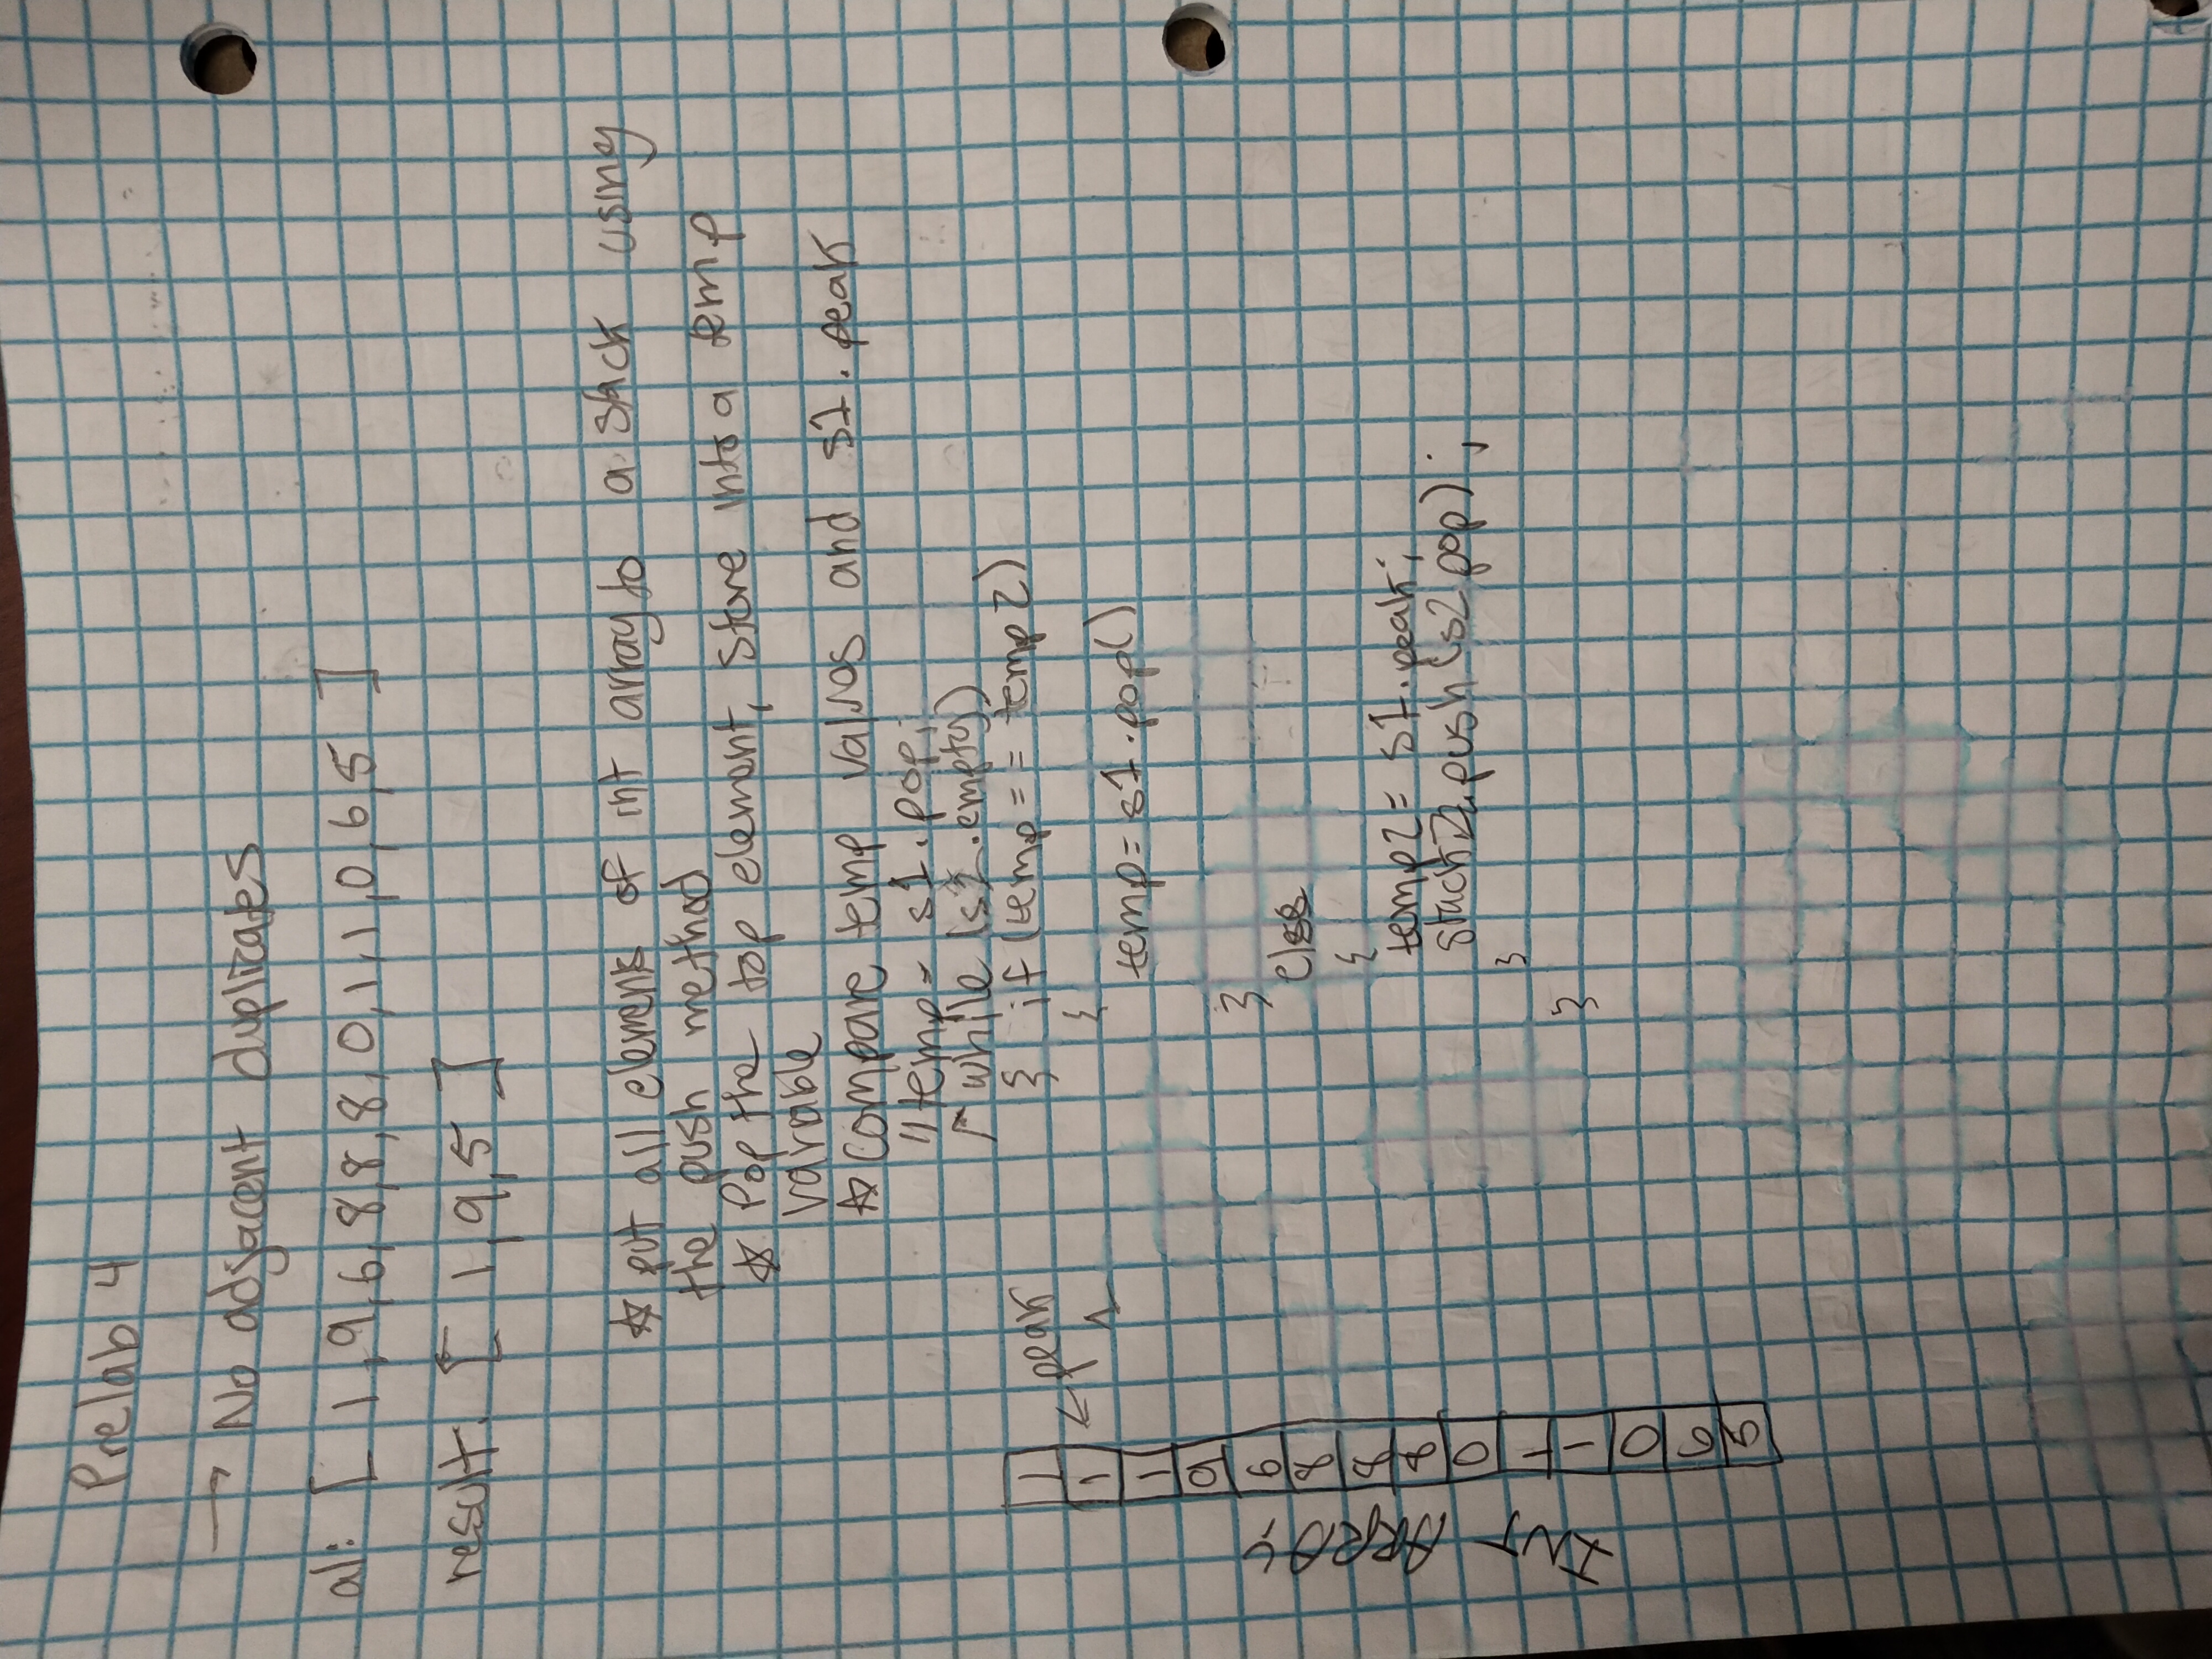 Prelab 4
→ No adjacent duplicates
al: [ 1, 9, 6, 8, 8, 8, 0, 1, 1, 0, 6, 5 ]
result: [ 1, 9, 5 ]
☆ put all elements of int array to a stack using
the push method
☆ Pop the top element, store into a temp
variable
☆ Compare temp values and s1.peak
"temp = s1.pop;
while (s1.empty)
{ if (temp == temp 2)
{
temp = s1.pop()
}
else
{
temp2 = s1.peak;
stack2.push(s2.pop);
}
}
←peak
1
INT ARRAY
1
1
1
9
6
8
8
8
0
1
1
0
6
5